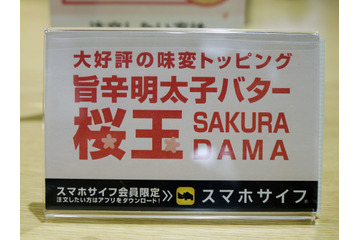 大好評の味変トッピング
旨辛明太子バター
桜玉 SAKURA DAMA
スマホサイフ会員限定
注文したい方はアプリをダウンロード!
スマホサイフ